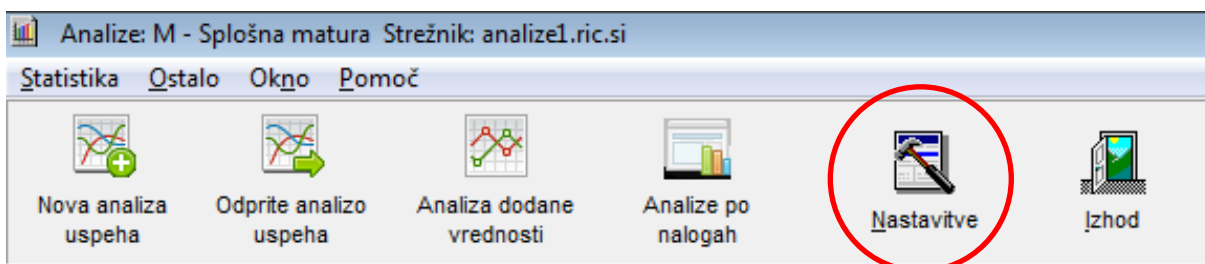 Analize: M - Splošna matura Strežnik: analize1.ric.si
Statistika Ostalo Okno Pomoč
Nova analiza
uspeha
Odprite analizo
uspeha
Analiza dodane
vrednosti
Analize po
nalogah
Nastavitve
Izhod